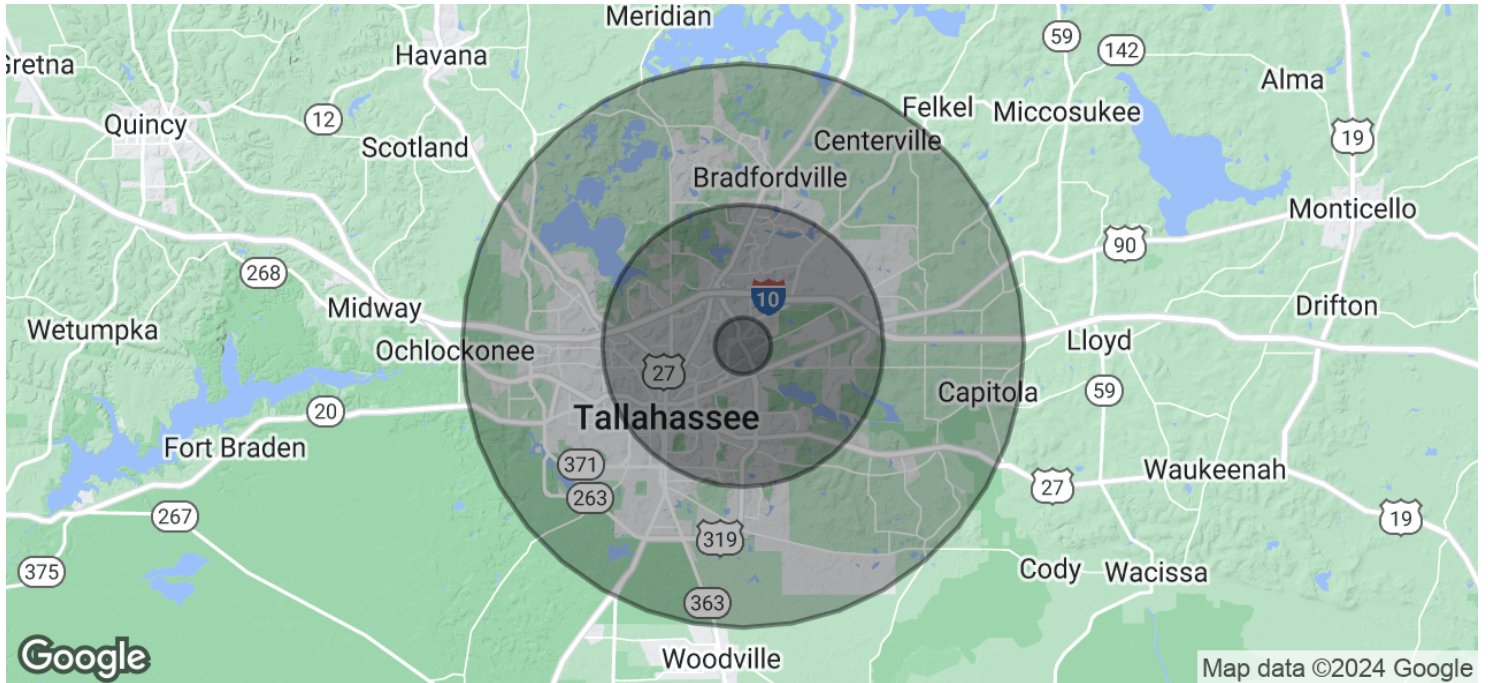 Meridian
Havana
Gretna
59
142
Alma
Felkel
Miccosukee
12
Quincy
19
Scotland
Centerville
Bradfordville
Monticello
90
268
10
Midway
Drifton
Wetumpka
Lloyd
Ochlockonee
27
Capitola
59
20
Tallahassee
Fort Braden
371
Waukeenah
27
263
267
19
319
375
Cody
Wacissa
363
Google
Woodville
Map data ©2024 Google